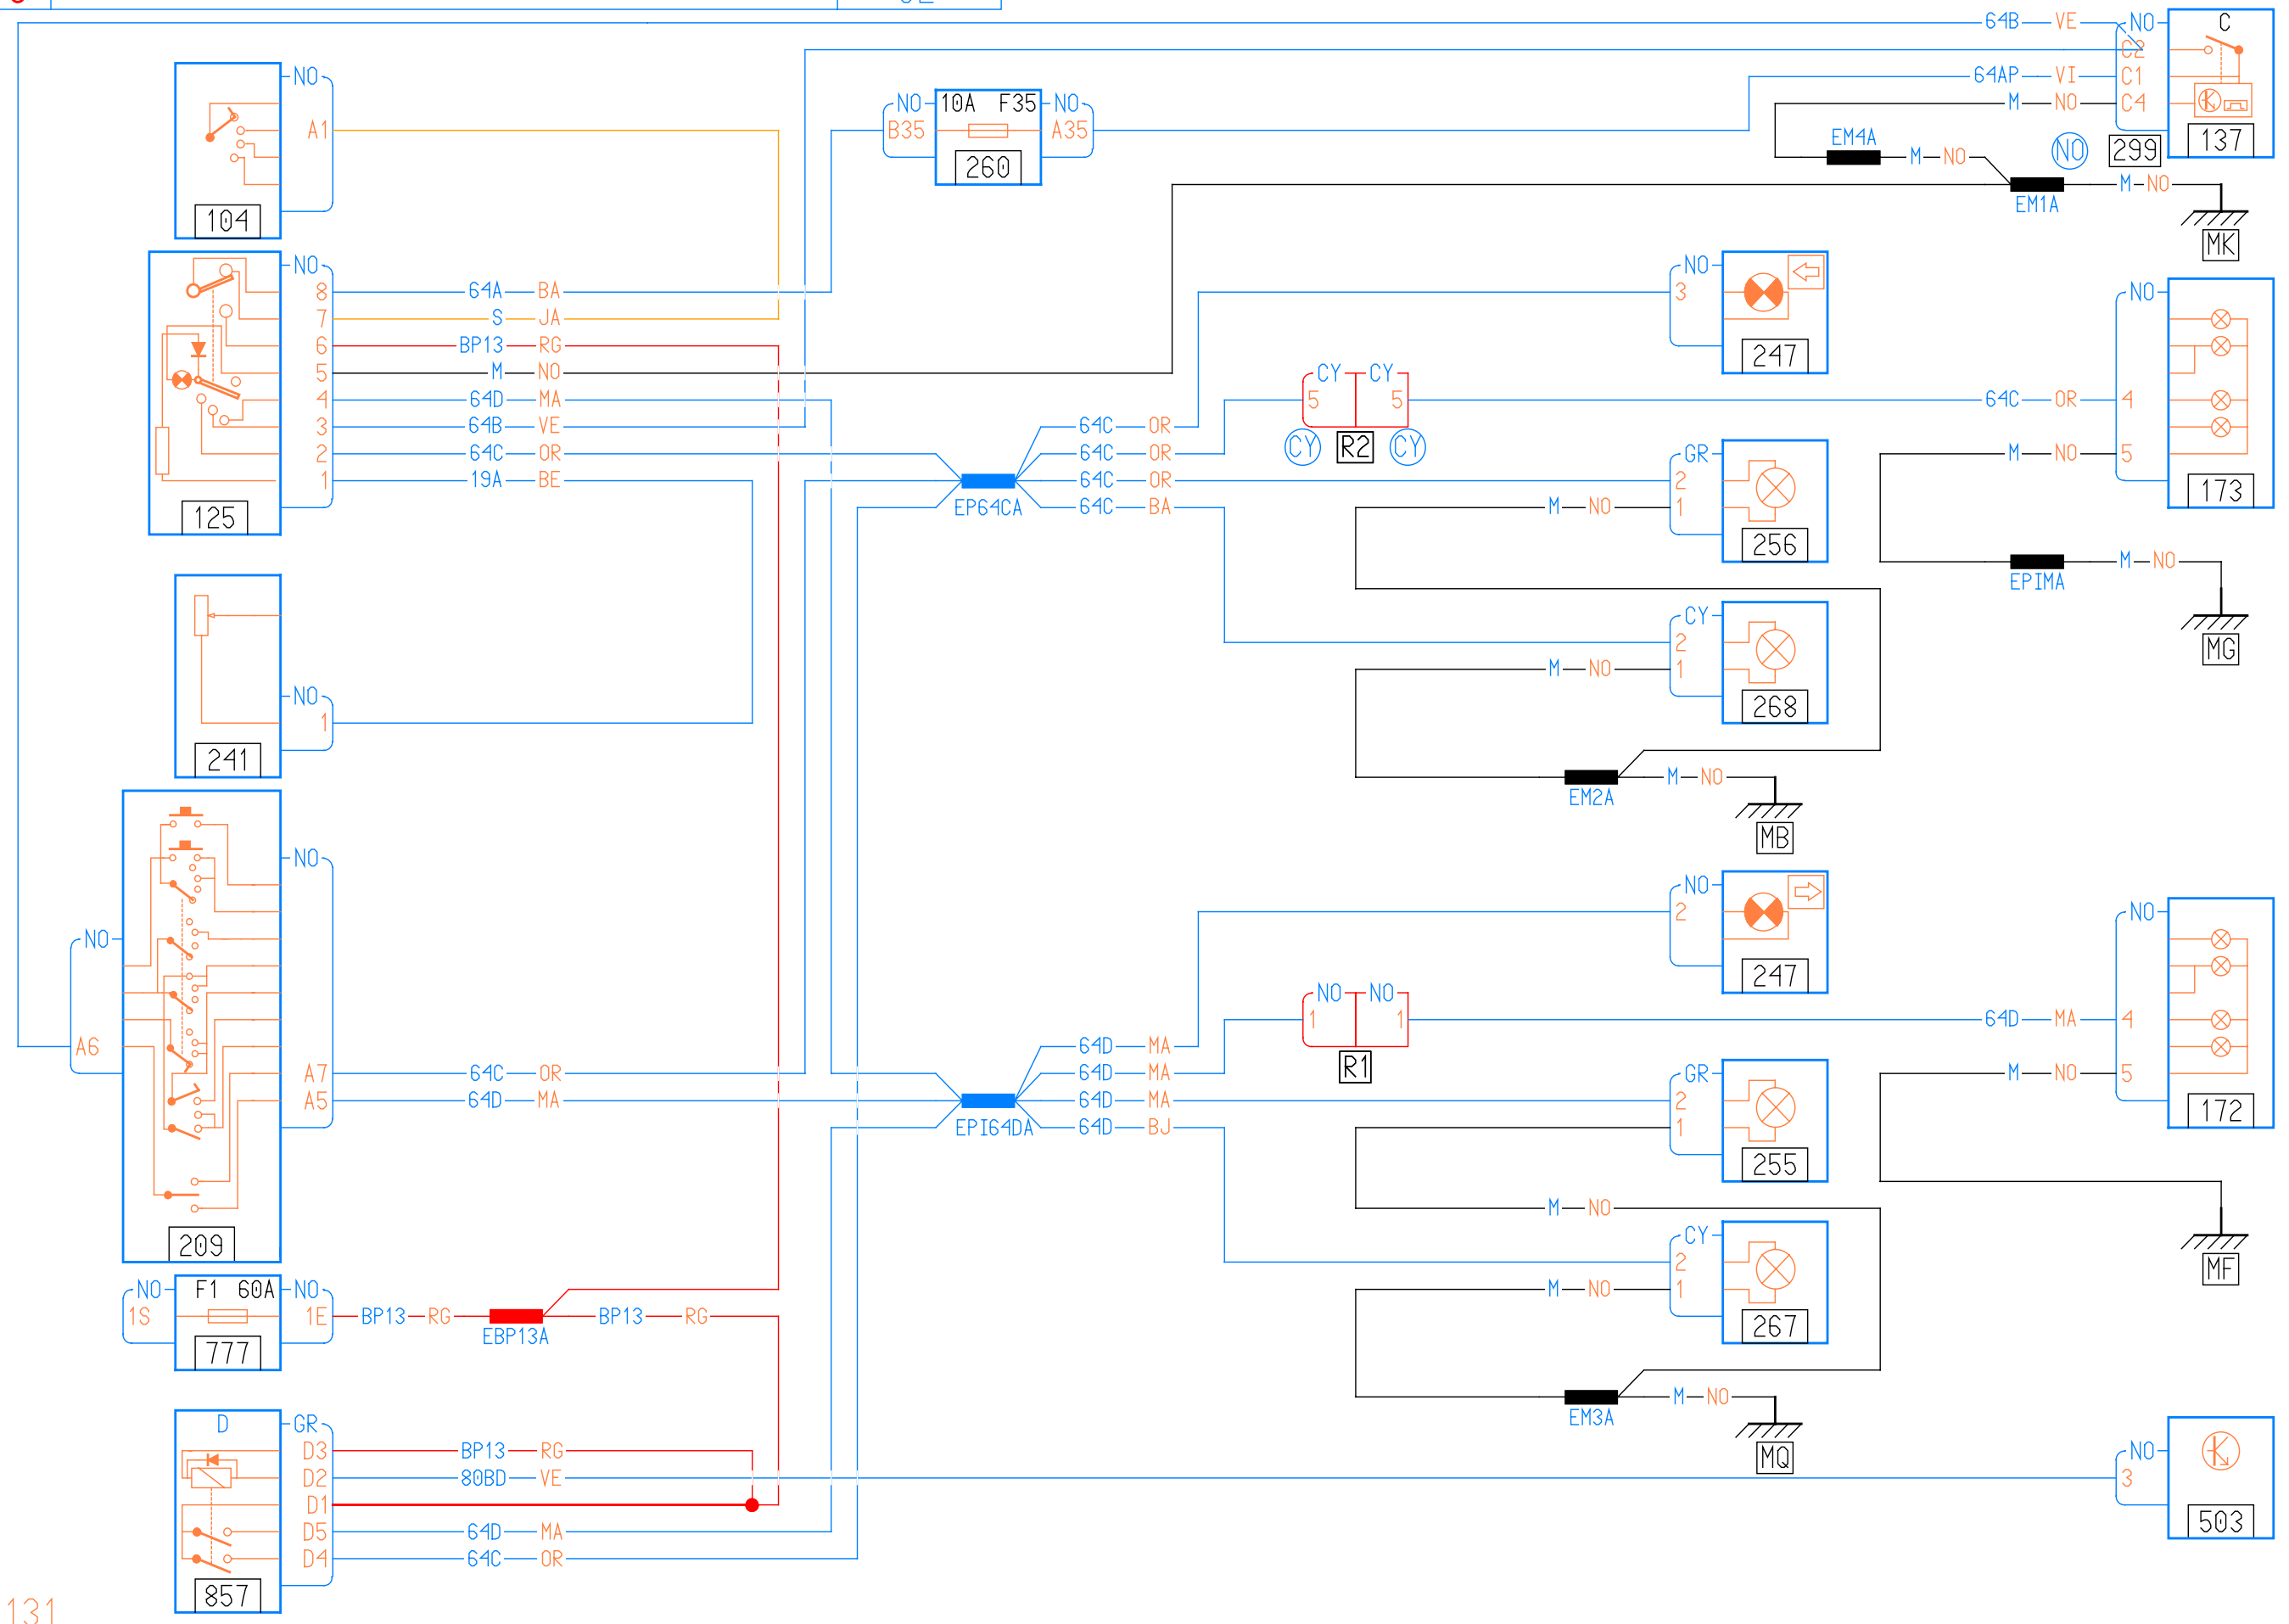 64B VE NO C
C2
NO 64AP VI C1
10A F35
NO NO
M NO C4
A1 B35 A35
EM4A
137
M NO NO 299
260
M NO
EM1A
104
MK
NO
NO
8 64A BA 3
NO
7 S JA
6 BP13 RG
247
5 M NO
CY CY
4 64D MA
5 5 64C OR 4
3 64B VE 64C OR
CY R2 CY
2 64C OR 64C OR
GR M NO 5
1 19A BE 64C OR 2
173
EP64CA 64C BA M NO 1
125
256
M NO
EPIMA
CY
2
MG
M NO 1
NO
268
1
241
M NO
EM2A
MB
NO
NO
2
NO
NO
247
NO NO
1 1 64D MA 4
A6 64D MA
A7 64C OR 64D MA
GR M NO 5
A5 64D MA 64D MA 2
172
EPI64DA 64D BJ 1
255
M NO
CY
209
2
MF
NO F1 60A NO
M NO 1
R1
1S 1E BP13 RG BP13 RG
EBP13A
267
777
M NO
EM3A
D GR
MQ
D3 BP13 RG
NO
D2 80BD VE 3
D1
503
D5 64D MA
D4 64C OR
857
131